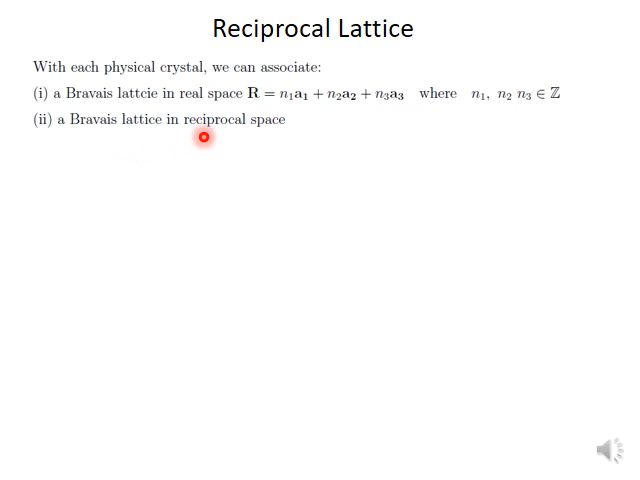 Reciprocal Lattice
With each physical crystal, we can associate:
(i) a Bravais lattcie in real space R = n₁a₁ + n₂a₂ + n₃a₃ where n₁, n₂ n₃ ∈ ℤ
(ii) a Bravais lattice in reciprocal space